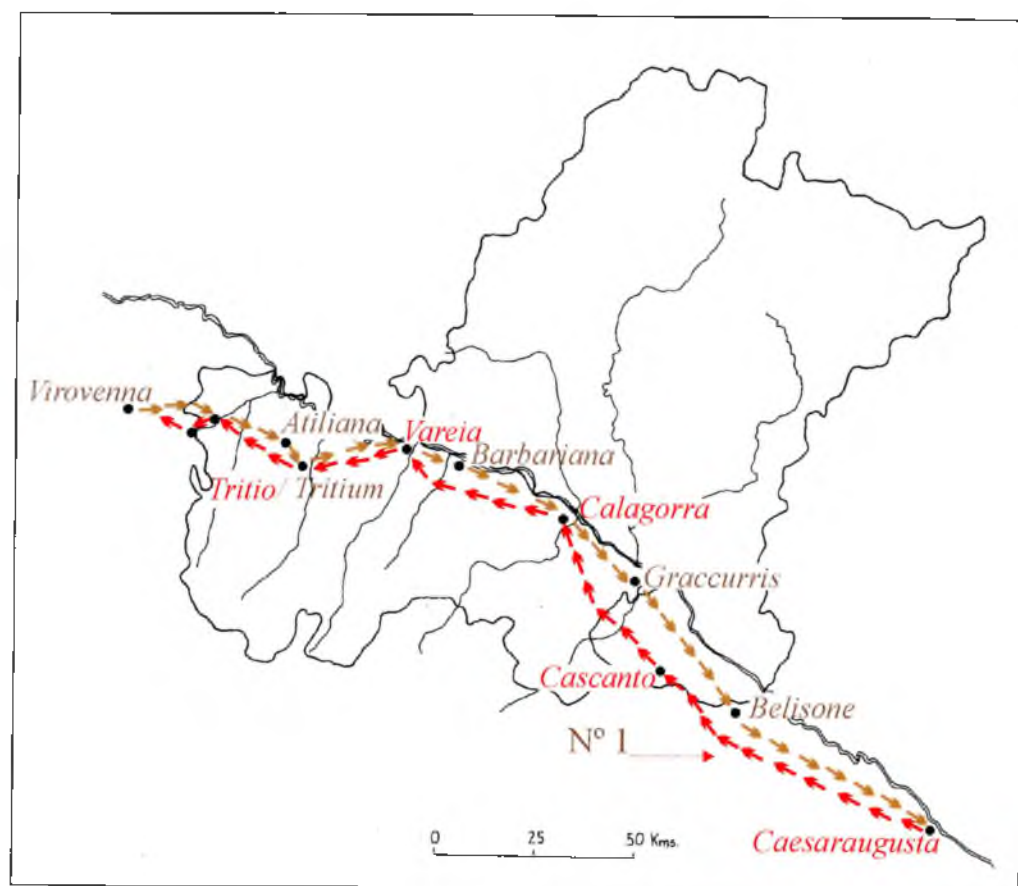 Virovenna
Atiliana
Vareia
Barbariana
Tritio/Tritium
Calagorra
Graccurris
Cascanto
Belisone
Nº 1
0 25 50 Kms.
Caesaraugusta